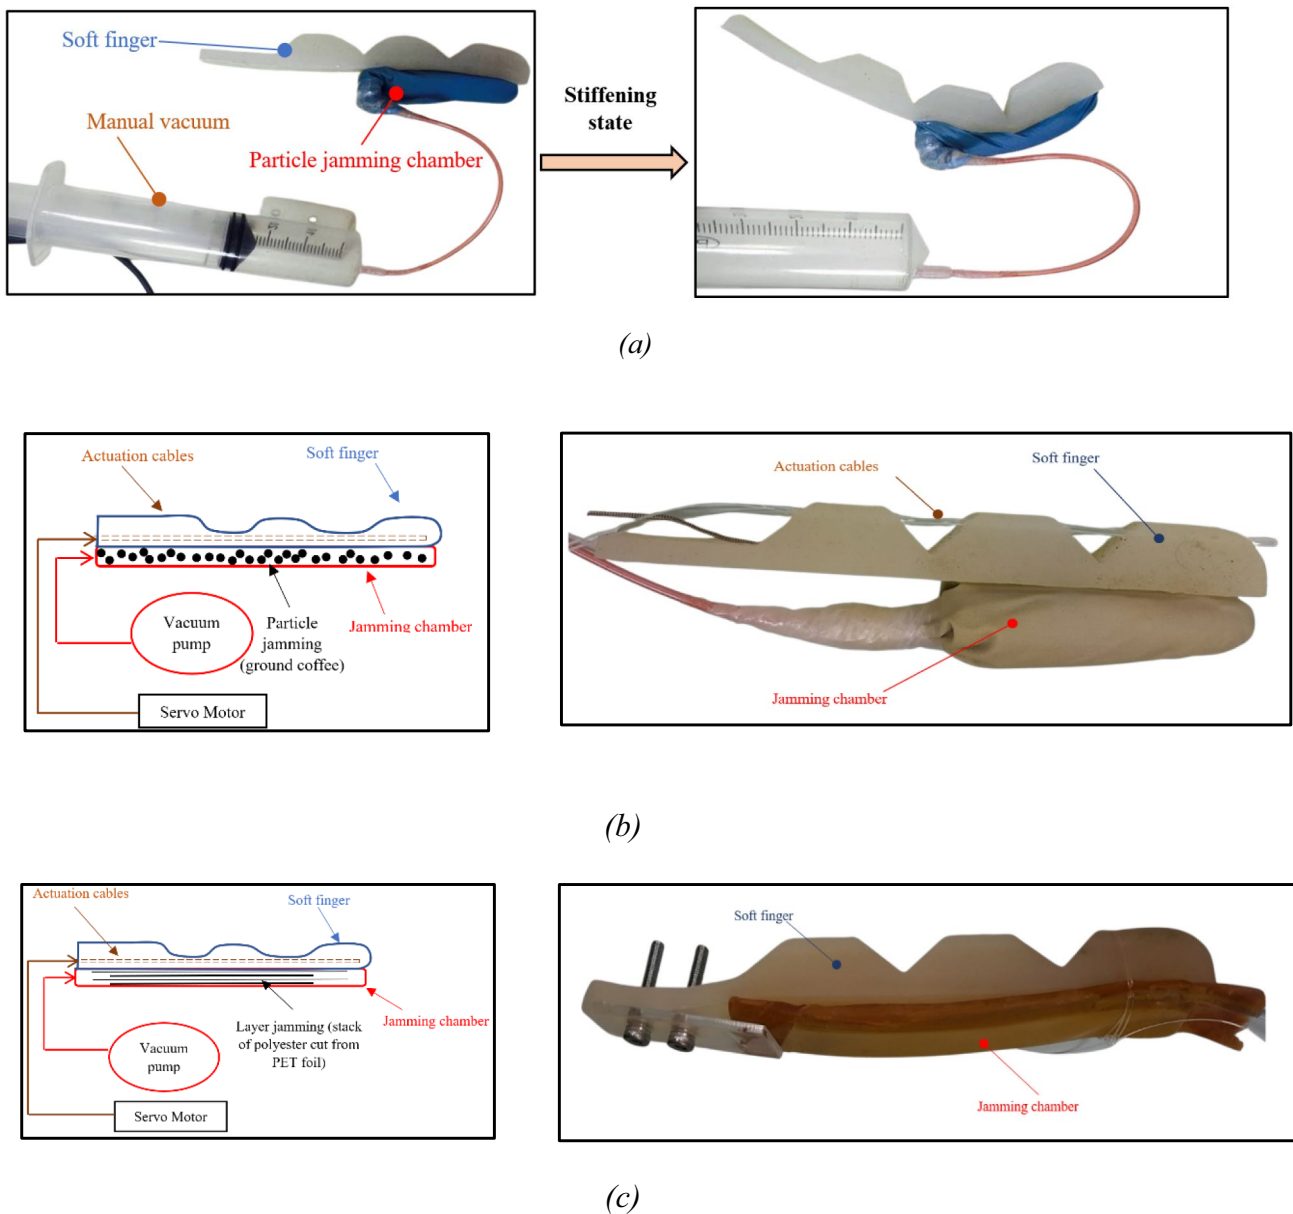 Soft finger
Manual vacuum
Particle jamming chamber
Stiffening
state
(a)
Actuation cables
Soft finger
Vacuum
pump
Particle
jamming
(ground coffee)
Jamming chamber
Servo Motor
Actuation cables
Soft finger
Jamming chamber
(b)
Actuation cables
Soft finger
Layer jamming (stack
of polyester cut from
PET foil)
Jamming chamber
Vacuum
pump
Servo Motor
Soft finger
Jamming chamber
(c)